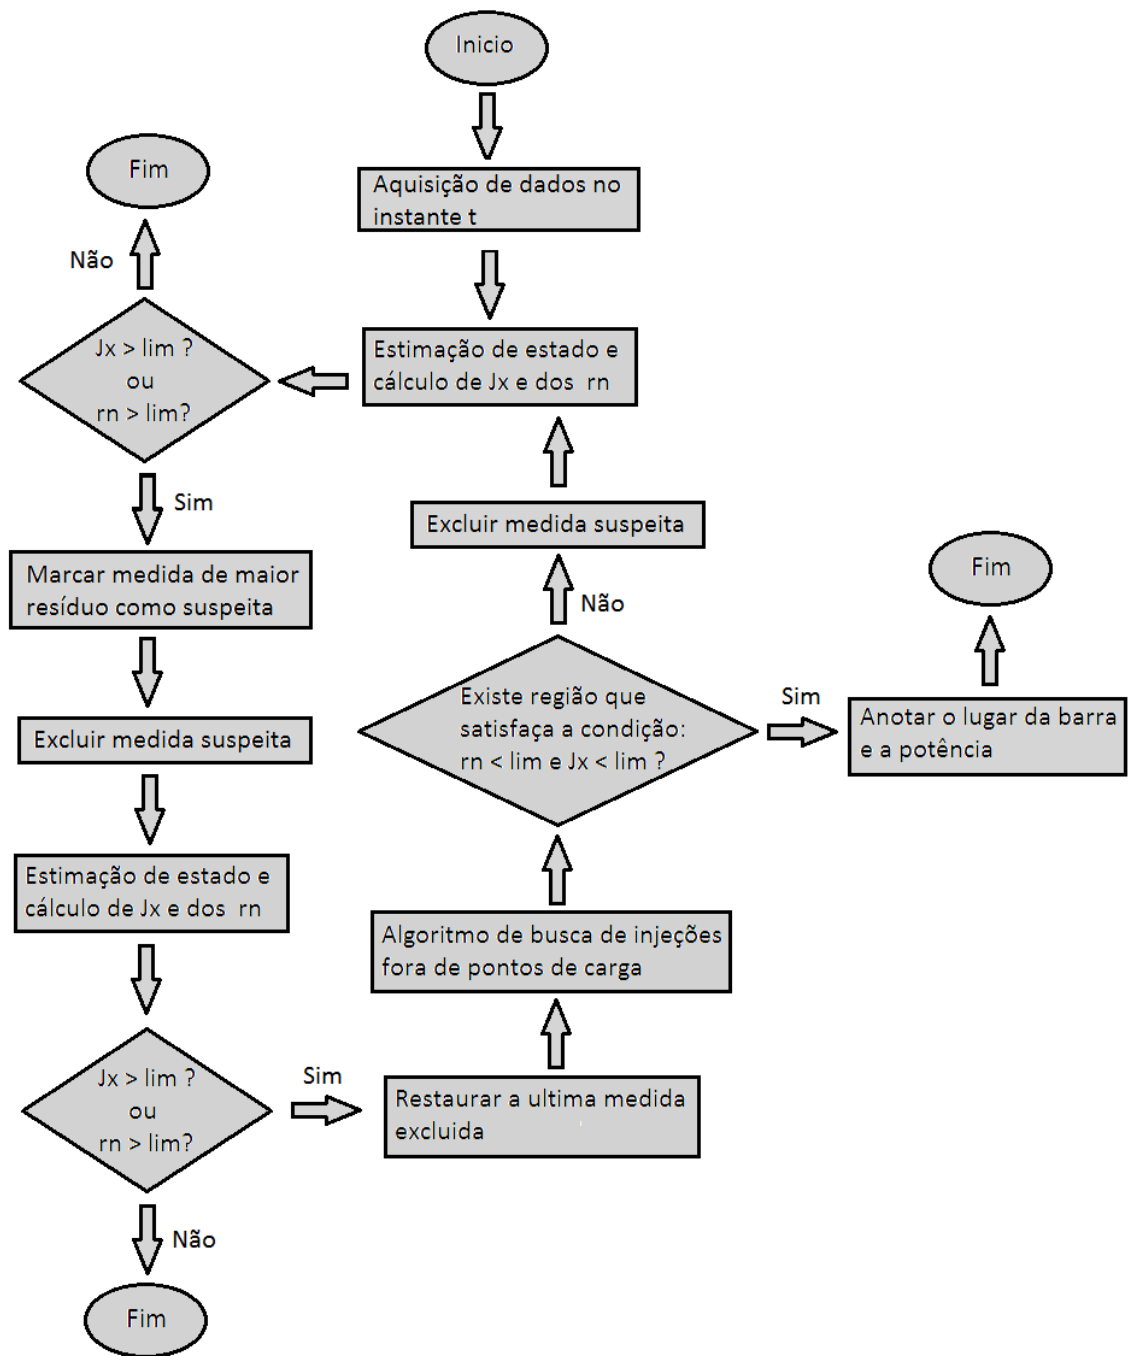 Inicio
Aquisição de dados no
instante t
Estimação de estado e
cálculo de Jx e dos rn
Jx > lim ?
ou
rn > lim?
Não
Fim
Sim
Marcar medida de maior
resíduo como suspeita
Excluir medida suspeita
Estimação de estado e
cálculo de Jx e dos rn
Jx > lim ?
ou
rn > lim?
Não
Fim
Sim
Restaurar a ultima medida
excluida
Algoritmo de busca de injeções
fora de pontos de carga
Existe região que
satisfaça a condição:
rn < lim e Jx < lim ?
Não
Excluir medida suspeita
Sim
Anotar o lugar da barra
e a potência
Fim